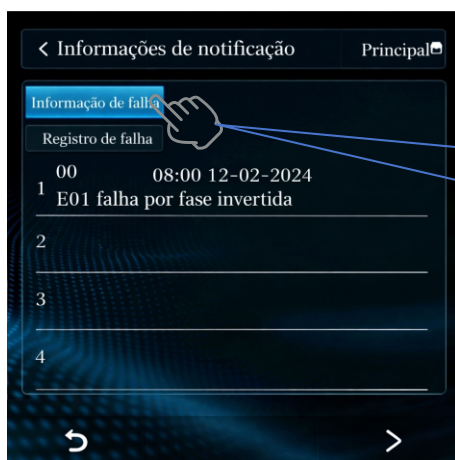 Informações de notificação Principal
Informação de falha
Registro de falha
00 08:00 12-02-2024
1 E01 falha por fase invertida
2
3
4